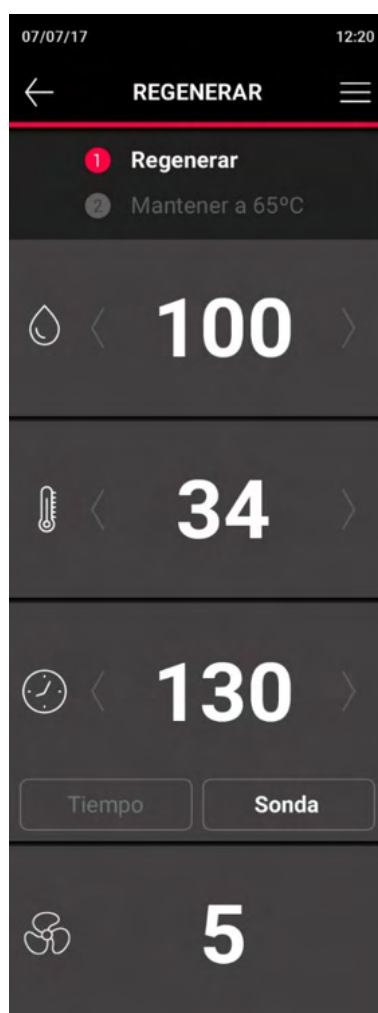 07/07/17 12:20
REGENERAR
1 Regenerar
2 Mantener a 65ºC
100
34
130
Tiempo Sonda
5